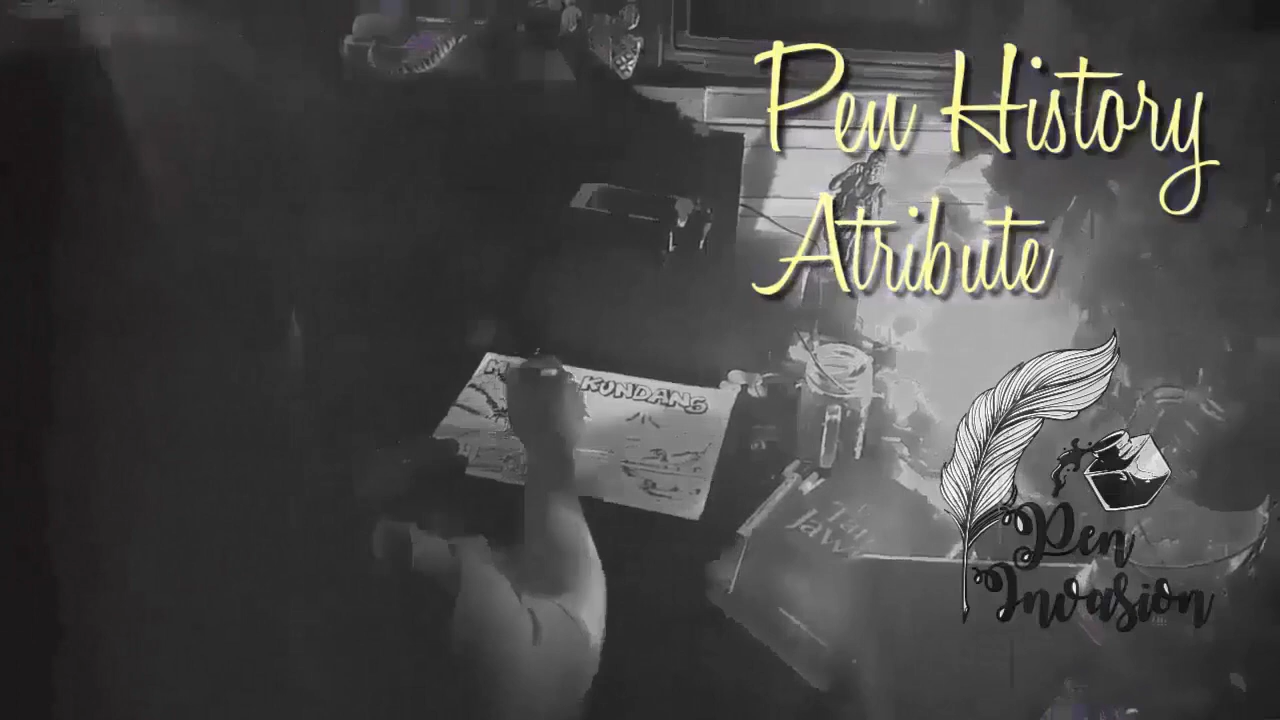 Pen History
Atribute
KUNDANG
Pen
Invasion